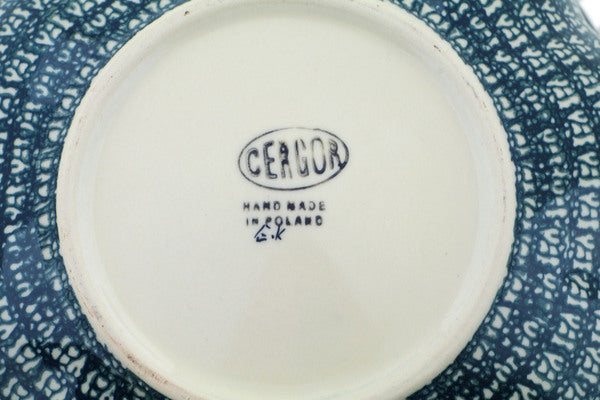 CERGOR
HAND MADE
IN POLAND
E.K